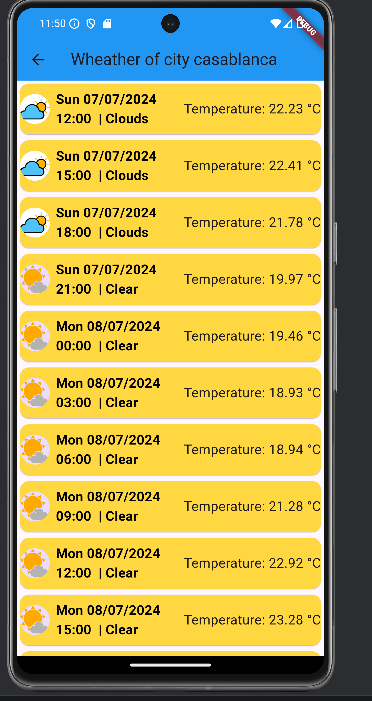 11:50
DEBUG
Wheather of city casablanca
Sun 07/07/2024
12:00 | Clouds
Temperature: 22.23 °C
Sun 07/07/2024
15:00 | Clouds
Temperature: 22.41 °C
Sun 07/07/2024
18:00 | Clouds
Temperature: 21.78 °C
Sun 07/07/2024
21:00 | Clear
Temperature: 19.97 °C
Mon 08/07/2024
00:00 | Clear
Temperature: 19.46 °C
Mon 08/07/2024
03:00 | Clear
Temperature: 18.93 °C
Mon 08/07/2024
06:00 | Clear
Temperature: 18.94 °C
Mon 08/07/2024
09:00 | Clear
Temperature: 21.28 °C
Mon 08/07/2024
12:00 | Clear
Temperature: 22.92 °C
Mon 08/07/2024
15:00 | Clear
Temperature: 23.28 °C